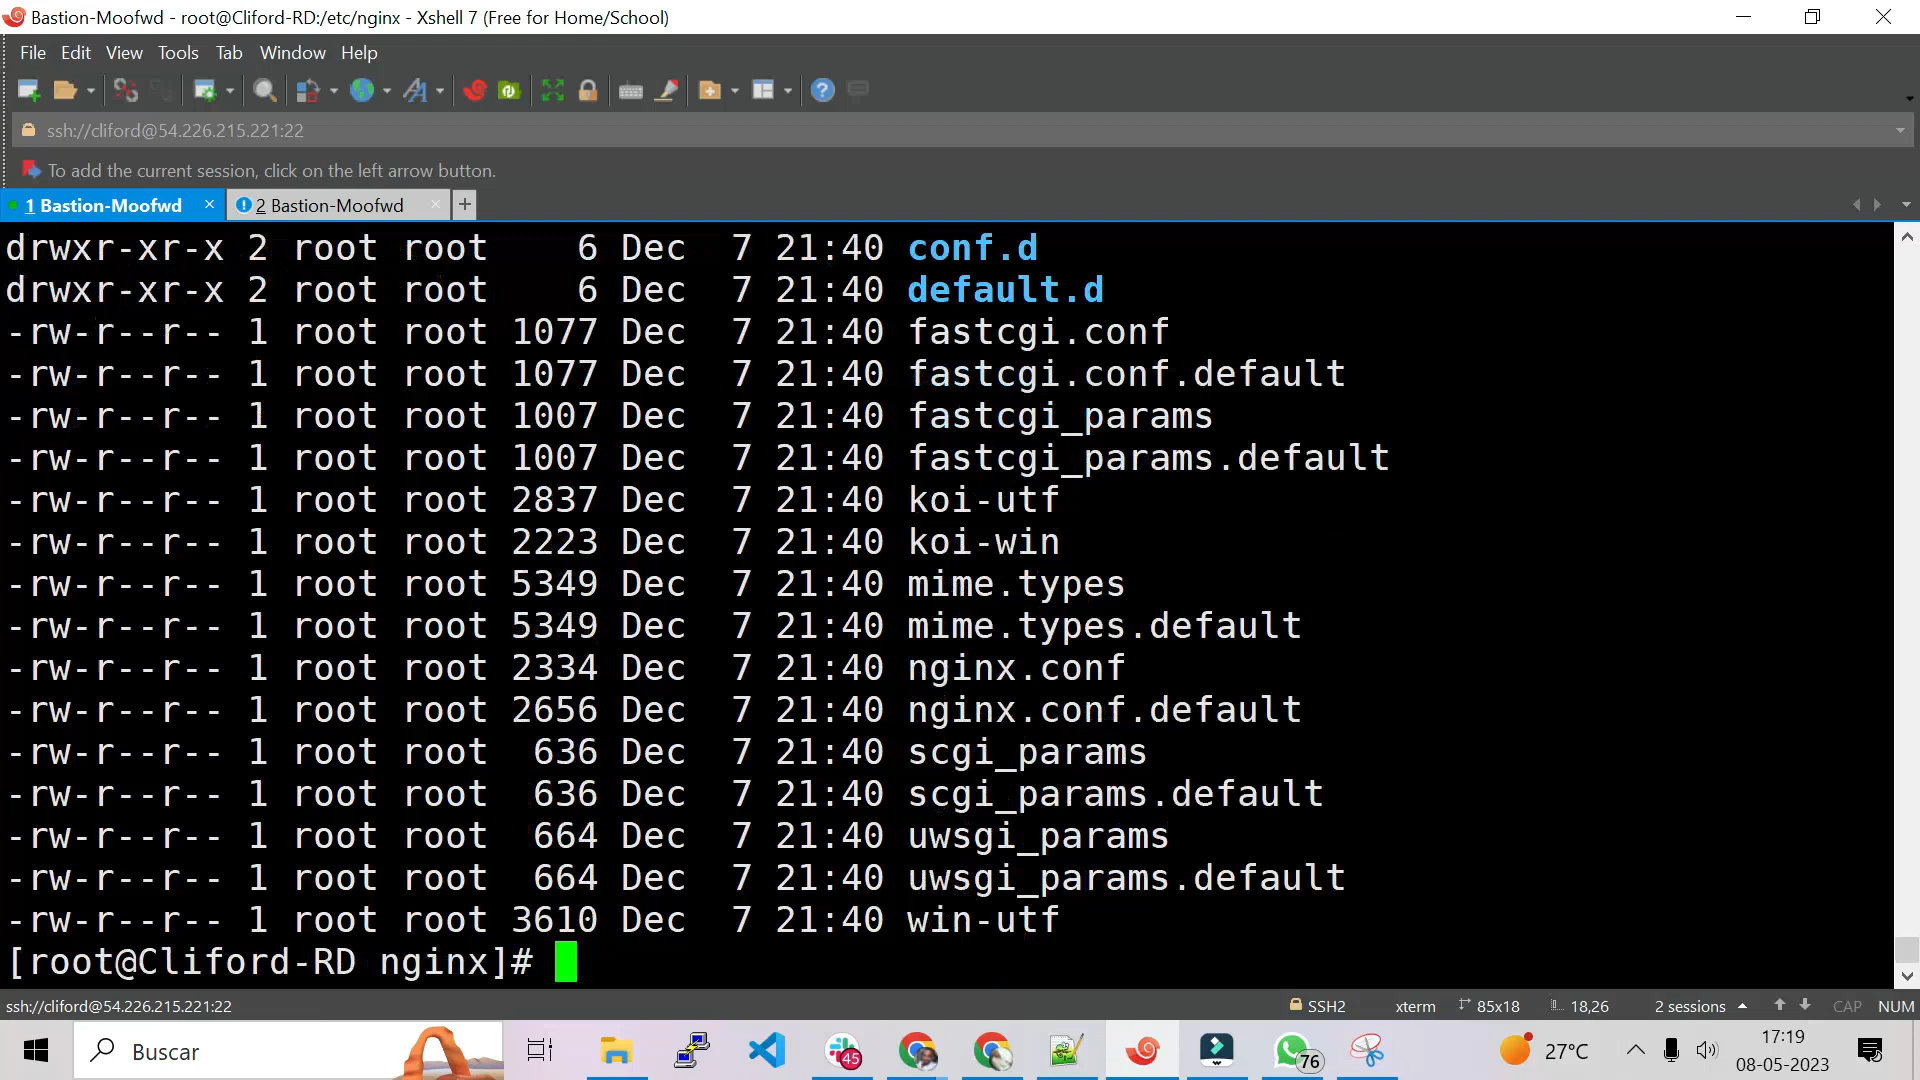 Bastion-Moofwd - root@Cliford-RD:/etc/nginx - Xshell 7 (Free for Home/School)
File Edit View Tools Tab Window Help
ssh://cliford@54.226.215.221:22
To add the current session, click on the left arrow button.
1 Bastion-Moofwd × 2 Bastion-Moofwd × +
drwxr-xr-x 2 root root    6 Dec  7 21:40 conf.d
drwxr-xr-x 2 root root    6 Dec  7 21:40 default.d
-rw-r--r-- 1 root root 1077 Dec  7 21:40 fastcgi.conf
-rw-r--r-- 1 root root 1077 Dec  7 21:40 fastcgi.conf.default
-rw-r--r-- 1 root root 1007 Dec  7 21:40 fastcgi_params
-rw-r--r-- 1 root root 1007 Dec  7 21:40 fastcgi_params.default
-rw-r--r-- 1 root root 2837 Dec  7 21:40 koi-utf
-rw-r--r-- 1 root root 2223 Dec  7 21:40 koi-win
-rw-r--r-- 1 root root 5349 Dec  7 21:40 mime.types
-rw-r--r-- 1 root root 5349 Dec  7 21:40 mime.types.default
-rw-r--r-- 1 root root 2334 Dec  7 21:40 nginx.conf
-rw-r--r-- 1 root root 2656 Dec  7 21:40 nginx.conf.default
-rw-r--r-- 1 root root  636 Dec  7 21:40 scgi_params
-rw-r--r-- 1 root root  636 Dec  7 21:40 scgi_params.default
-rw-r--r-- 1 root root  664 Dec  7 21:40 uwsgi_params
-rw-r--r-- 1 root root  664 Dec  7 21:40 uwsgi_params.default
-rw-r--r-- 1 root root 3610 Dec  7 21:40 win-utf
[root@Cliford-RD nginx]#
ssh://cliford@54.226.215.221:22 SSH2 xterm 85x18 18,26 2 sessions CAP NUM
Buscar 45 76 27°C 17:19
08-05-2023